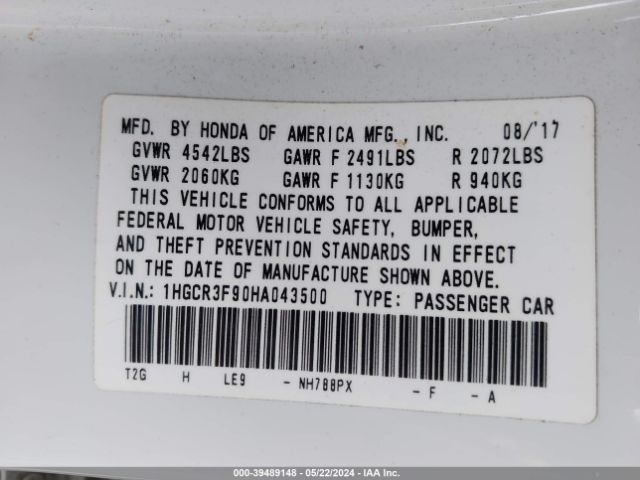 MFD. BY HONDA OF AMERICA MFG., INC. 08/'17
GVWR 4542LBS GAWR F 2491LBS R 2072LBS
GVWR 2060KG GAWR F 1130KG R 940KG
THIS VEHICLE CONFORMS TO ALL APPLICABLE
FEDERAL MOTOR VEHICLE SAFETY, BUMPER,
AND THEFT PREVENTION STANDARDS IN EFFECT
ON THE DATE OF MANUFACTURE SHOWN ABOVE.
V.I.N.: 1HGCR3F90HA043500 TYPE: PASSENGER CAR
T2G H LE9 - NH788PX - F - A
000-39489148 - 05/22/2024 - IAAI.COM